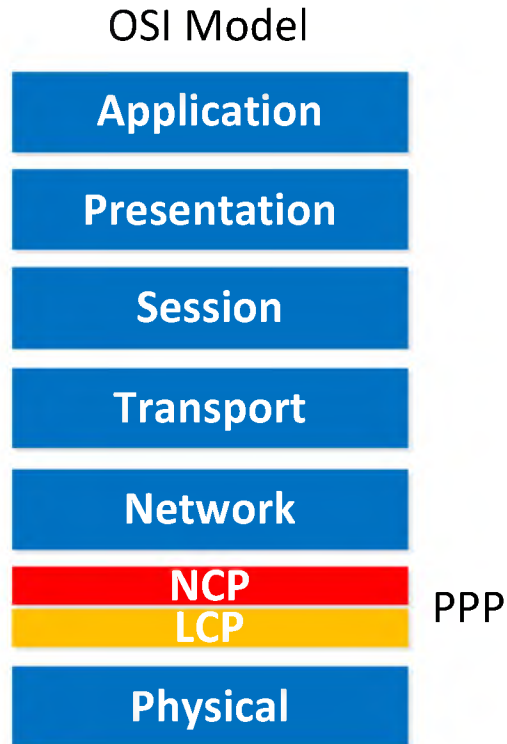 OSI Model
Application
Presentation
Session
Transport
Network
NCP
LCP
PPP
Physical